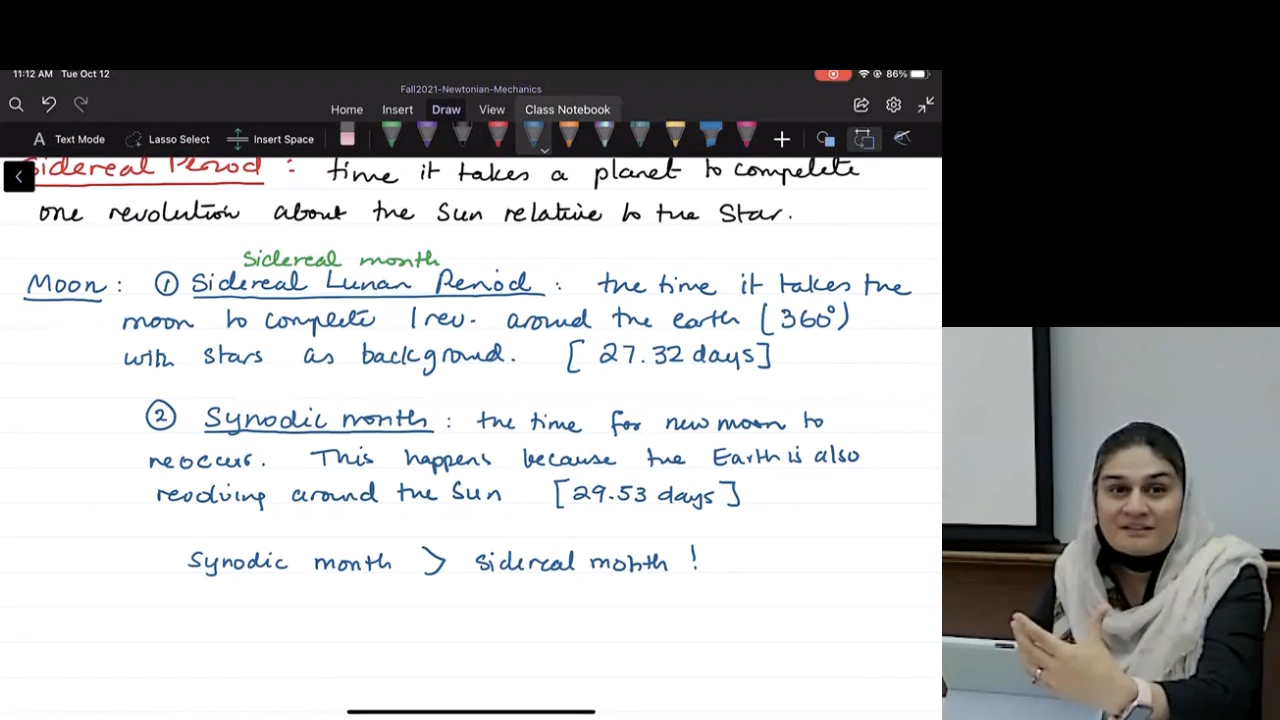 11:12 AM Tue Oct 12
86%
Fall2021-Newtonian-Mechanics
Home Insert Draw View Class Notebook
Text Mode Lasso Select Insert Space
Sidereal Period : time it takes a planet to complete
one revolution about the Sun relative to the Star.
Sidereal month
Moon : ① Sidereal Lunar Period : the time it takes the
moon to complete 1 rev. around the earth (360°)
with stars as background. [27.32 days]
② Synodic month : the time for new moon to
reoccur. This happens because the Earth is also
revolving around the Sun [29.53 days]
Synodic month > sidereal month !